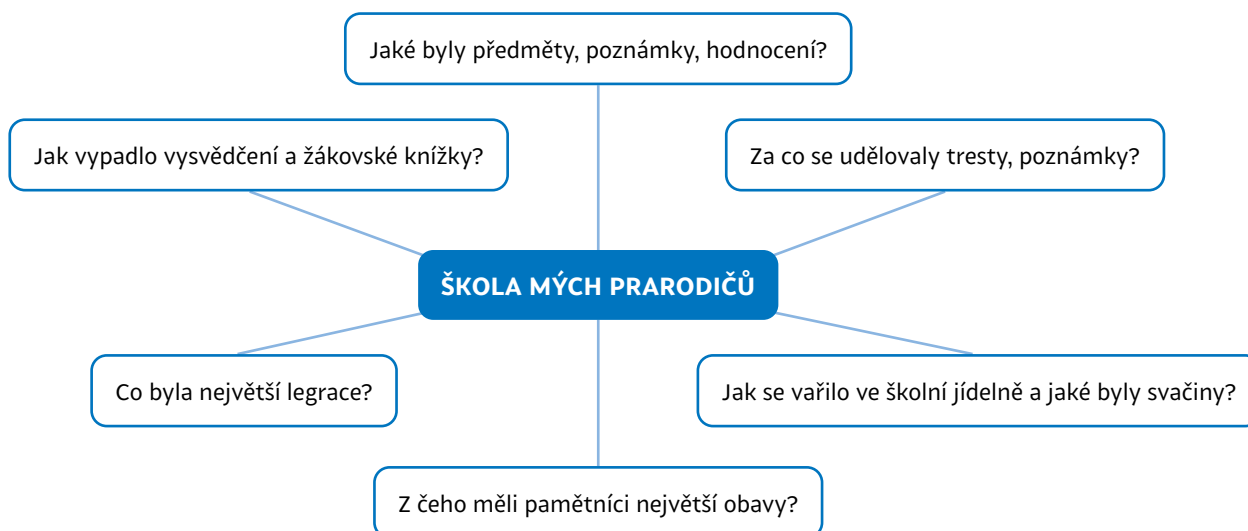 Jaké byly předměty, poznámky, hodnocení?
Jak vypadlo vysvědčení a žákovské knížky?
Za co se udělovaly tresty, poznámky?
ŠKOLA MÝCH PRARODIČŮ
Co byla největší legrace?
Jak se vařilo ve školní jídelně a jaké byly svačiny?
Z čeho měli pamětníci největší obavy?